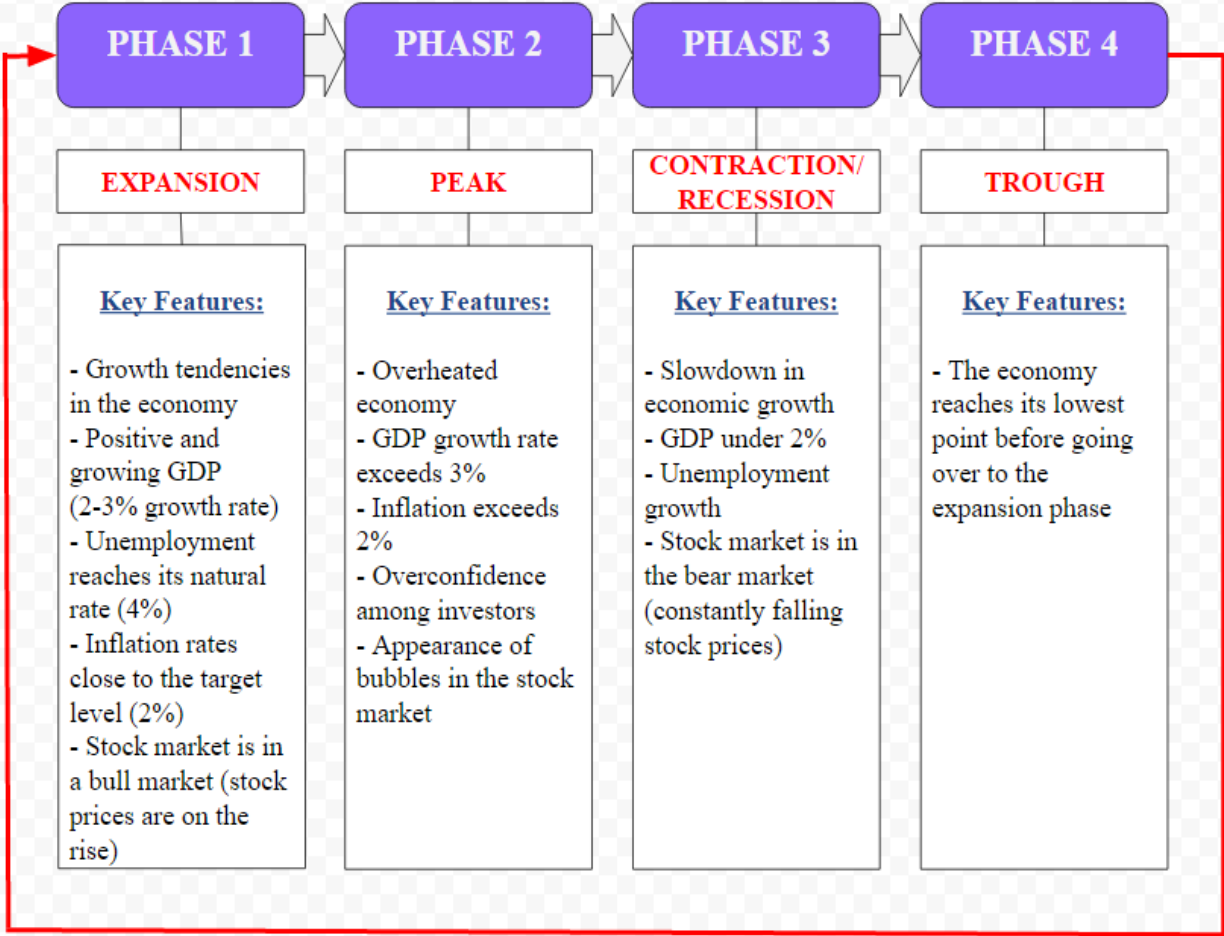 PHASE 1
PHASE 2
PHASE 3
PHASE 4
EXPANSION
PEAK
CONTRACTION/
RECESSION
TROUGH
Key Features:
- Growth tendencies
in the economy
- Positive and
growing GDP
(2-3% growth rate)
- Unemployment
reaches its natural
rate (4%)
- Inflation rates
close to the target
level (2%)
- Stock market is in
a bull market (stock
prices are on the
rise)
Key Features:
- Overheated
economy
- GDP growth rate
exceeds 3%
- Inflation exceeds
2%
- Overconfidence
among investors
- Appearance of
bubbles in the stock
market
Key Features:
- Slowdown in
economic growth
- GDP under 2%
- Unemployment
growth
- Stock market is in
the bear market
(constantly falling
stock prices)
Key Features:
- The economy
reaches its lowest
point before going
over to the
expansion phase